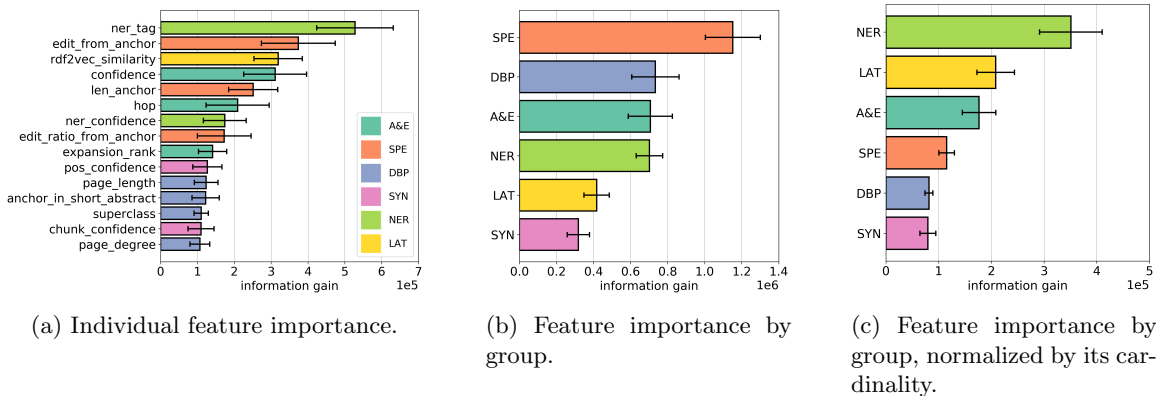 ner_tag
edit_from_anchor
rdf2vec_similarity
confidence
len_anchor
hop
ner_confidence
edit_ratio_from_anchor
expansion_rank
pos_confidence
page_length
anchor_in_short_abstract
superclass
chunk_confidence
page_degree
A&E
SPE
DBP
SYN
NER
LAT
0 1 2 3 4 5 6 7
information gain 1e5
(a) Individual feature importance.
SPE
DBP
A&E
NER
LAT
SYN
0.0 0.2 0.4 0.6 0.8 1.0 1.2 1.4
information gain 1e6
(b) Feature importance by
group.
NER
LAT
A&E
SPE
DBP
SYN
0 1 2 3 4 5
information gain 1e5
(c) Feature importance by
group, normalized by its car-
dinality.